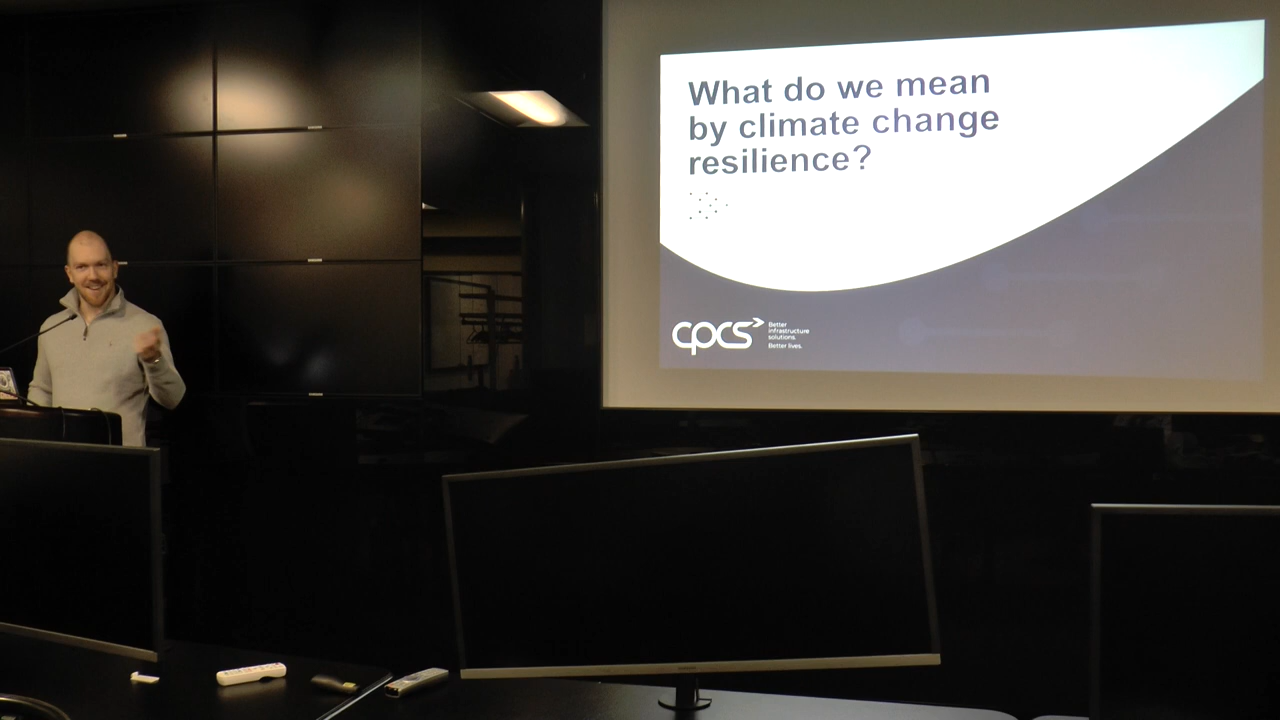 What do we mean
by climate change
resilience?
cpcs
Better
infrastructure
solutions.
Better lives.